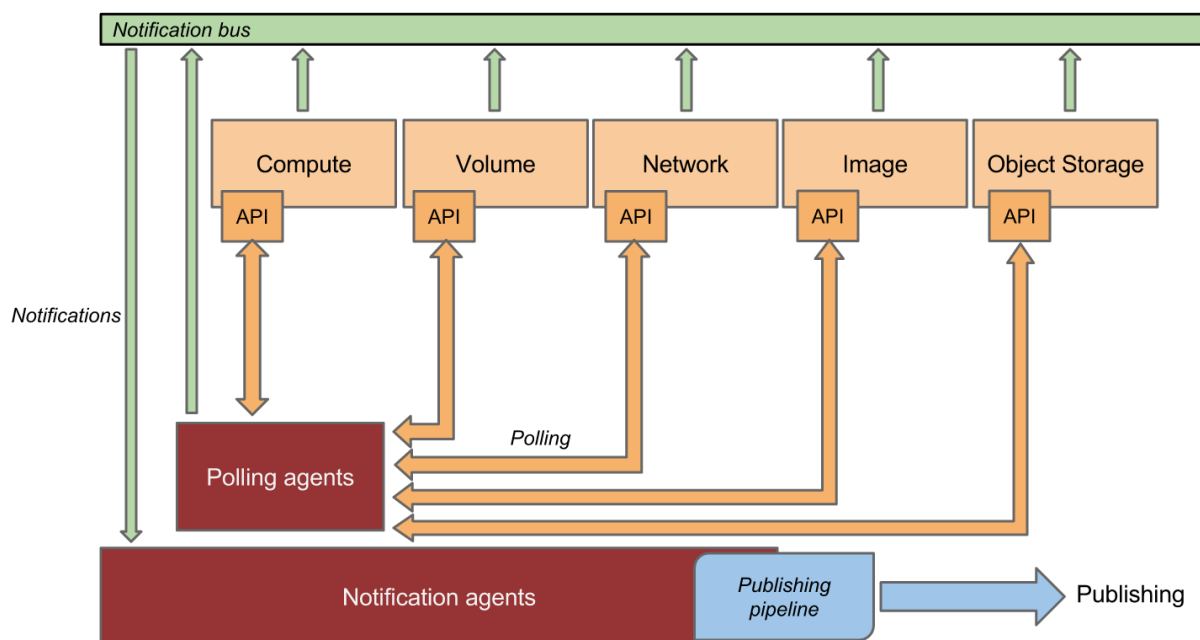 Notification bus
Compute
Volume
Network
Image
Object Storage
API
API
API
API
API
Notifications
Polling
Polling agents
Notification agents
Publishing
pipeline
Publishing